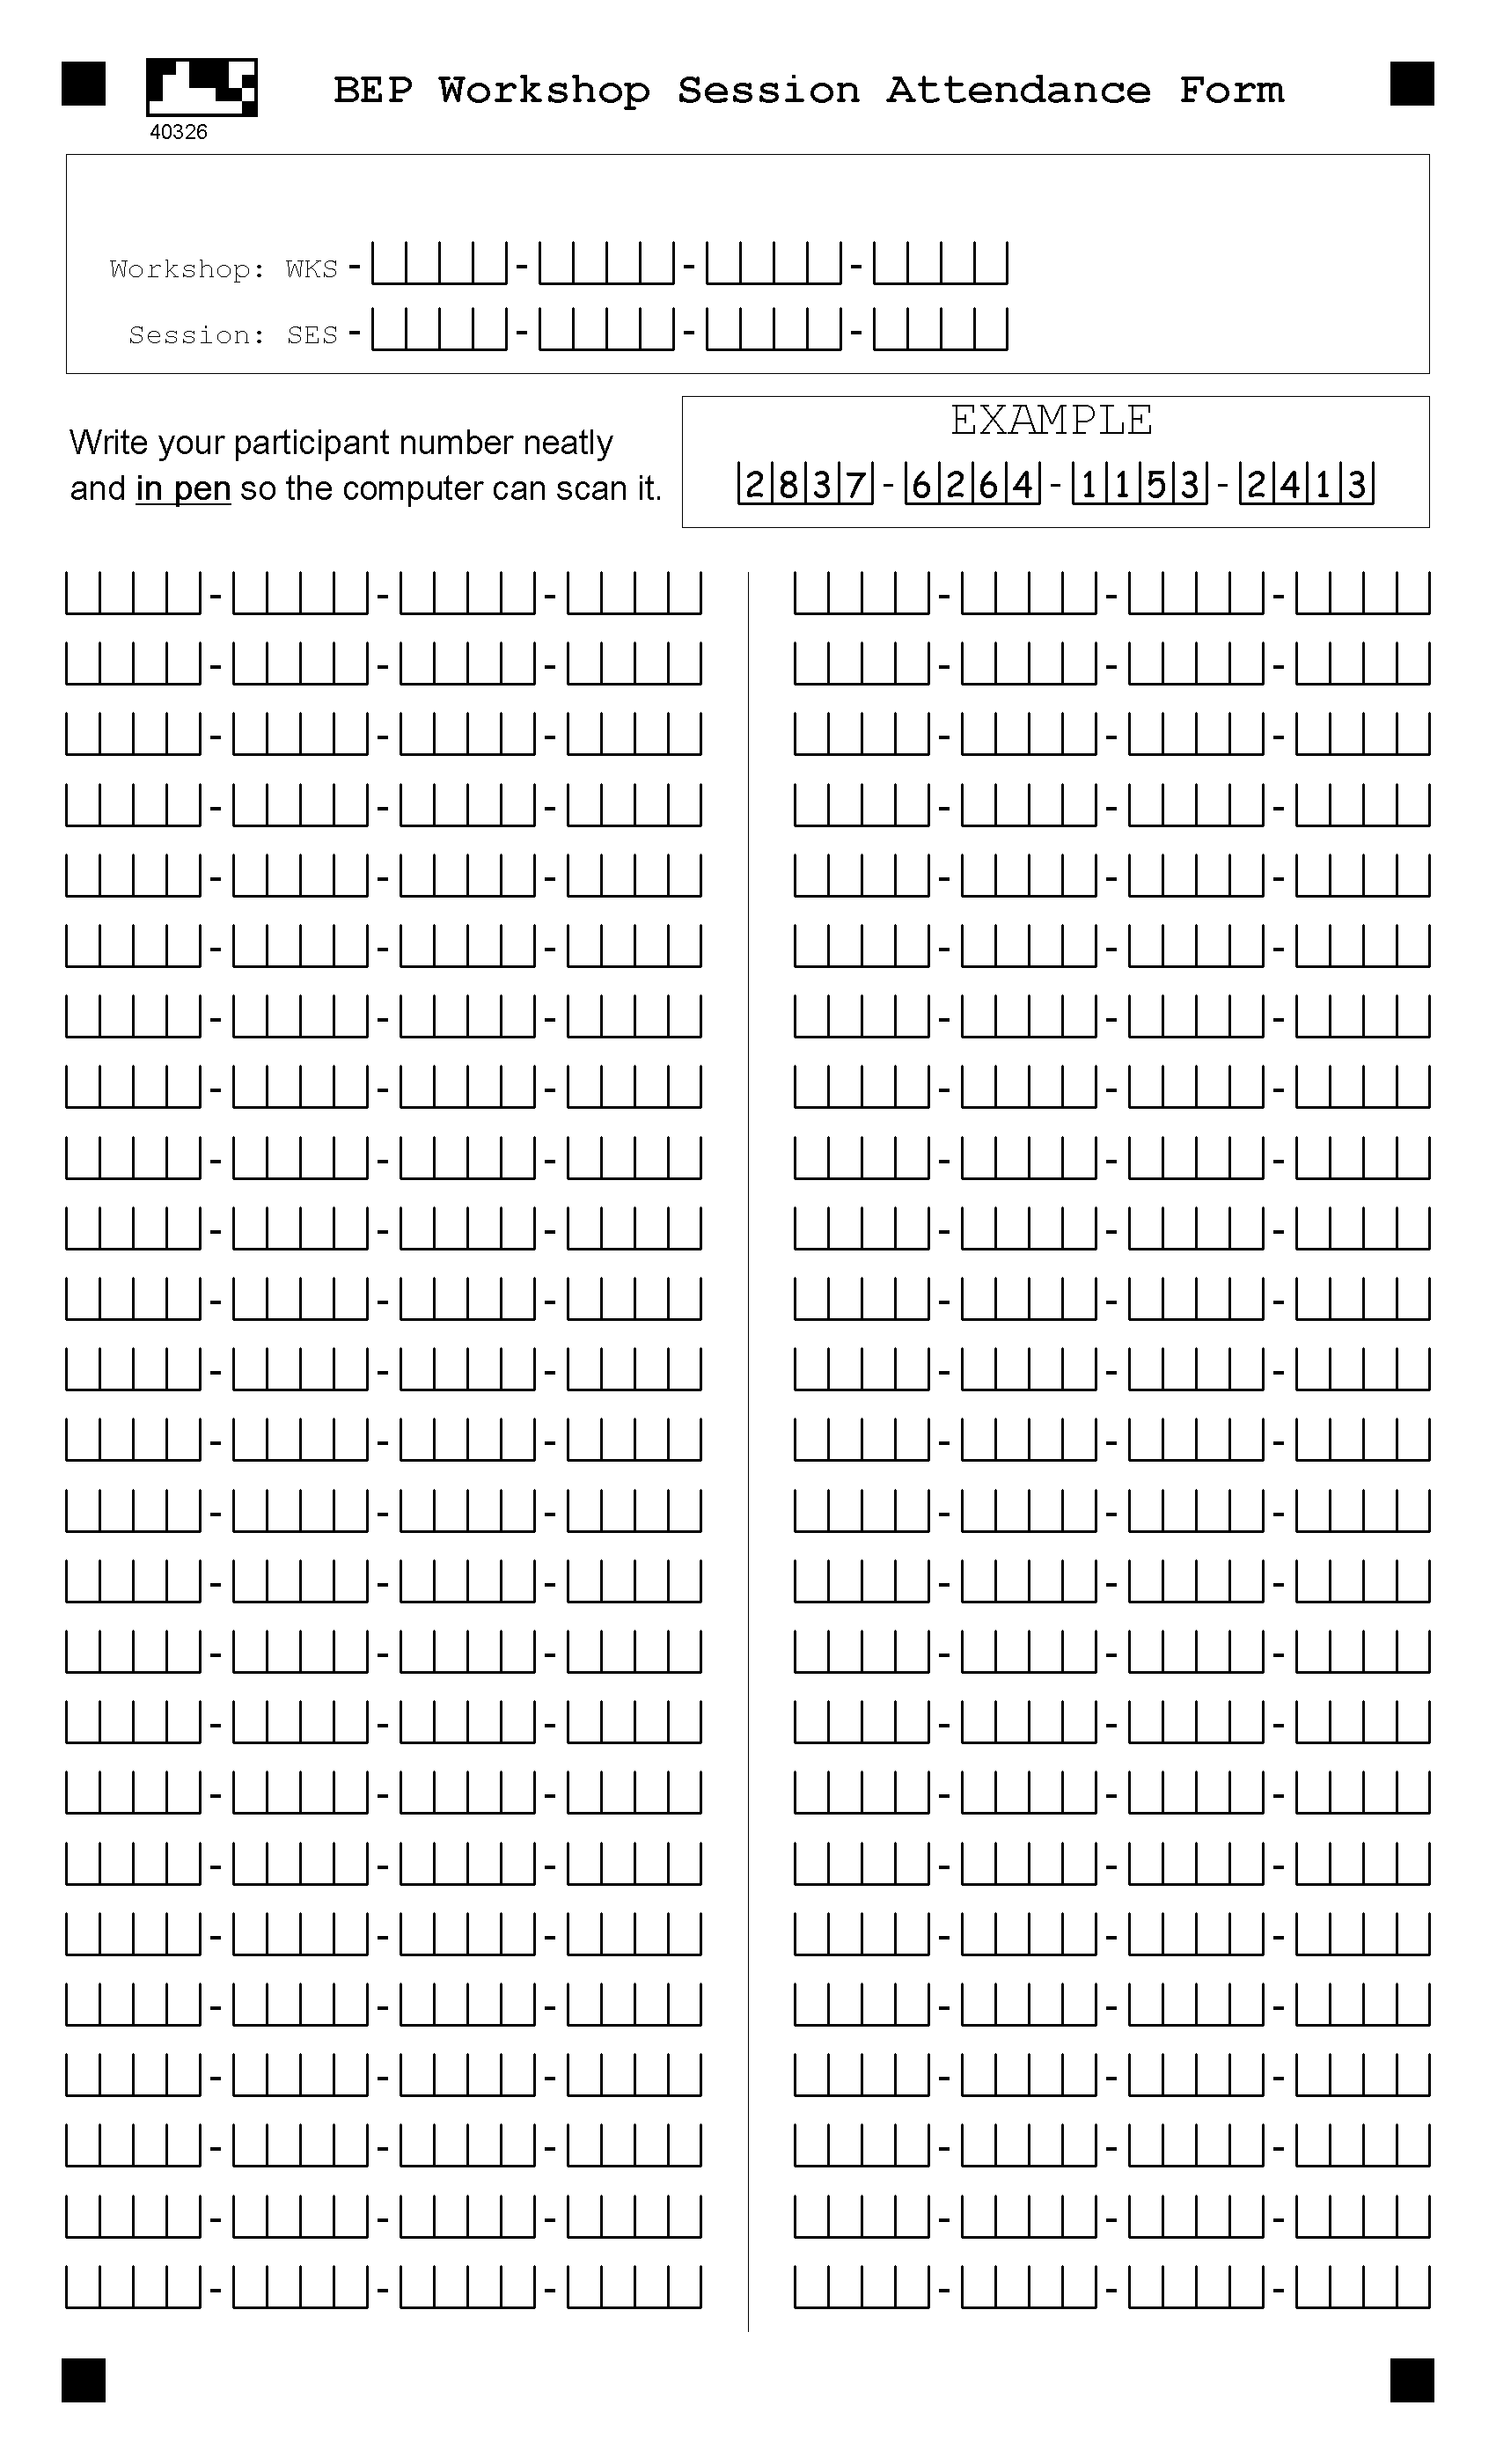 BEP Workshop Session Attendance Form
40326
Workshop: WKS - - - -
Session: SES - - - -
Write your participant number neatly
and in pen so the computer can scan it.
EXAMPLE
2837 - 6264 - 1153 - 2413